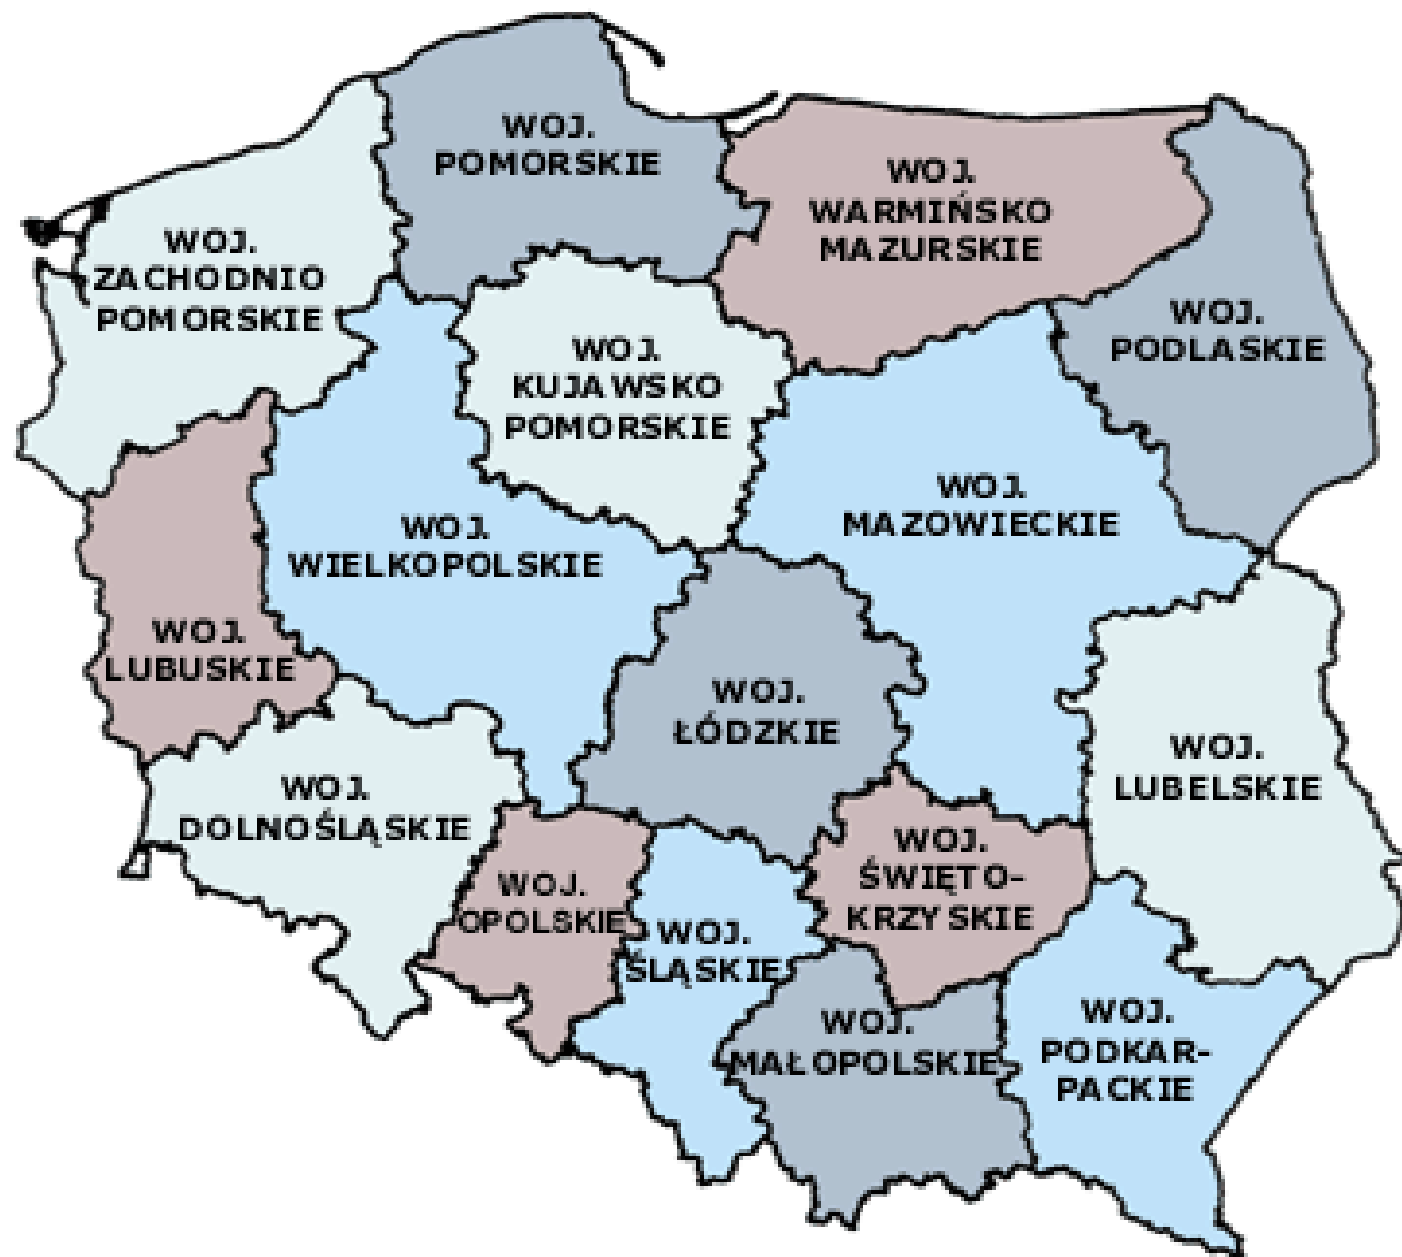 WOJ.
POMORSKIE
WOJ.
WARMIŃSKO
MAZURSKIE
WOJ.
ZACHODNIO
POMORSKIE
WOJ.
PODLASKIE
WOJ.
KUJAWSKO
POMORSKIE
WOJ.
MAZOWIECKIE
WOJ.
WIELKOPOLSKIE
WOJ.
LUBUSKIE
WOJ.
ŁÓDZKIE
WOJ.
LUBELSKIE
WOJ.
DOLNOŚLĄSKIE
WOJ.
ŚWIĘTO-
KRZYSKIE
WOJ.
OPOLSKIE
WOJ.
ŚLĄSKIE
WOJ.
MAŁOPOLSKIE
WOJ.
PODKAR-
PACKIE